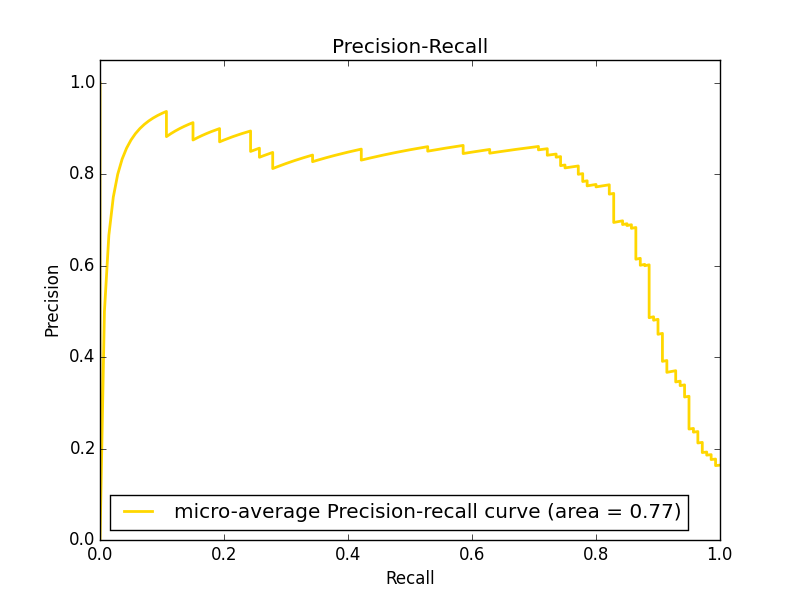 Precision-Recall
1.0
0.8
0.6
0.4
0.2
0.0
Precision
micro-average Precision-recall curve (area = 0.77)
0.0 0.2 0.4 0.6 0.8 1.0
Recall